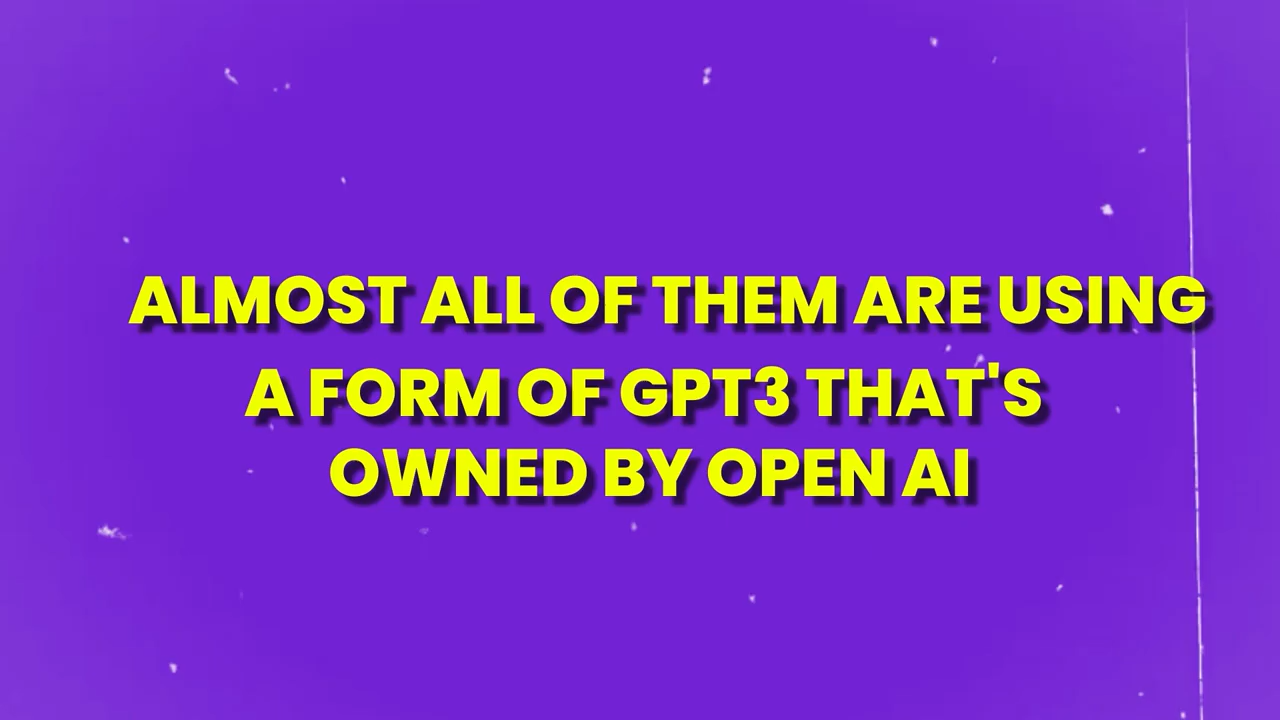 ALMOST ALL OF THEM ARE USING
A FORM OF GPT3 THAT'S
OWNED BY OPEN AI